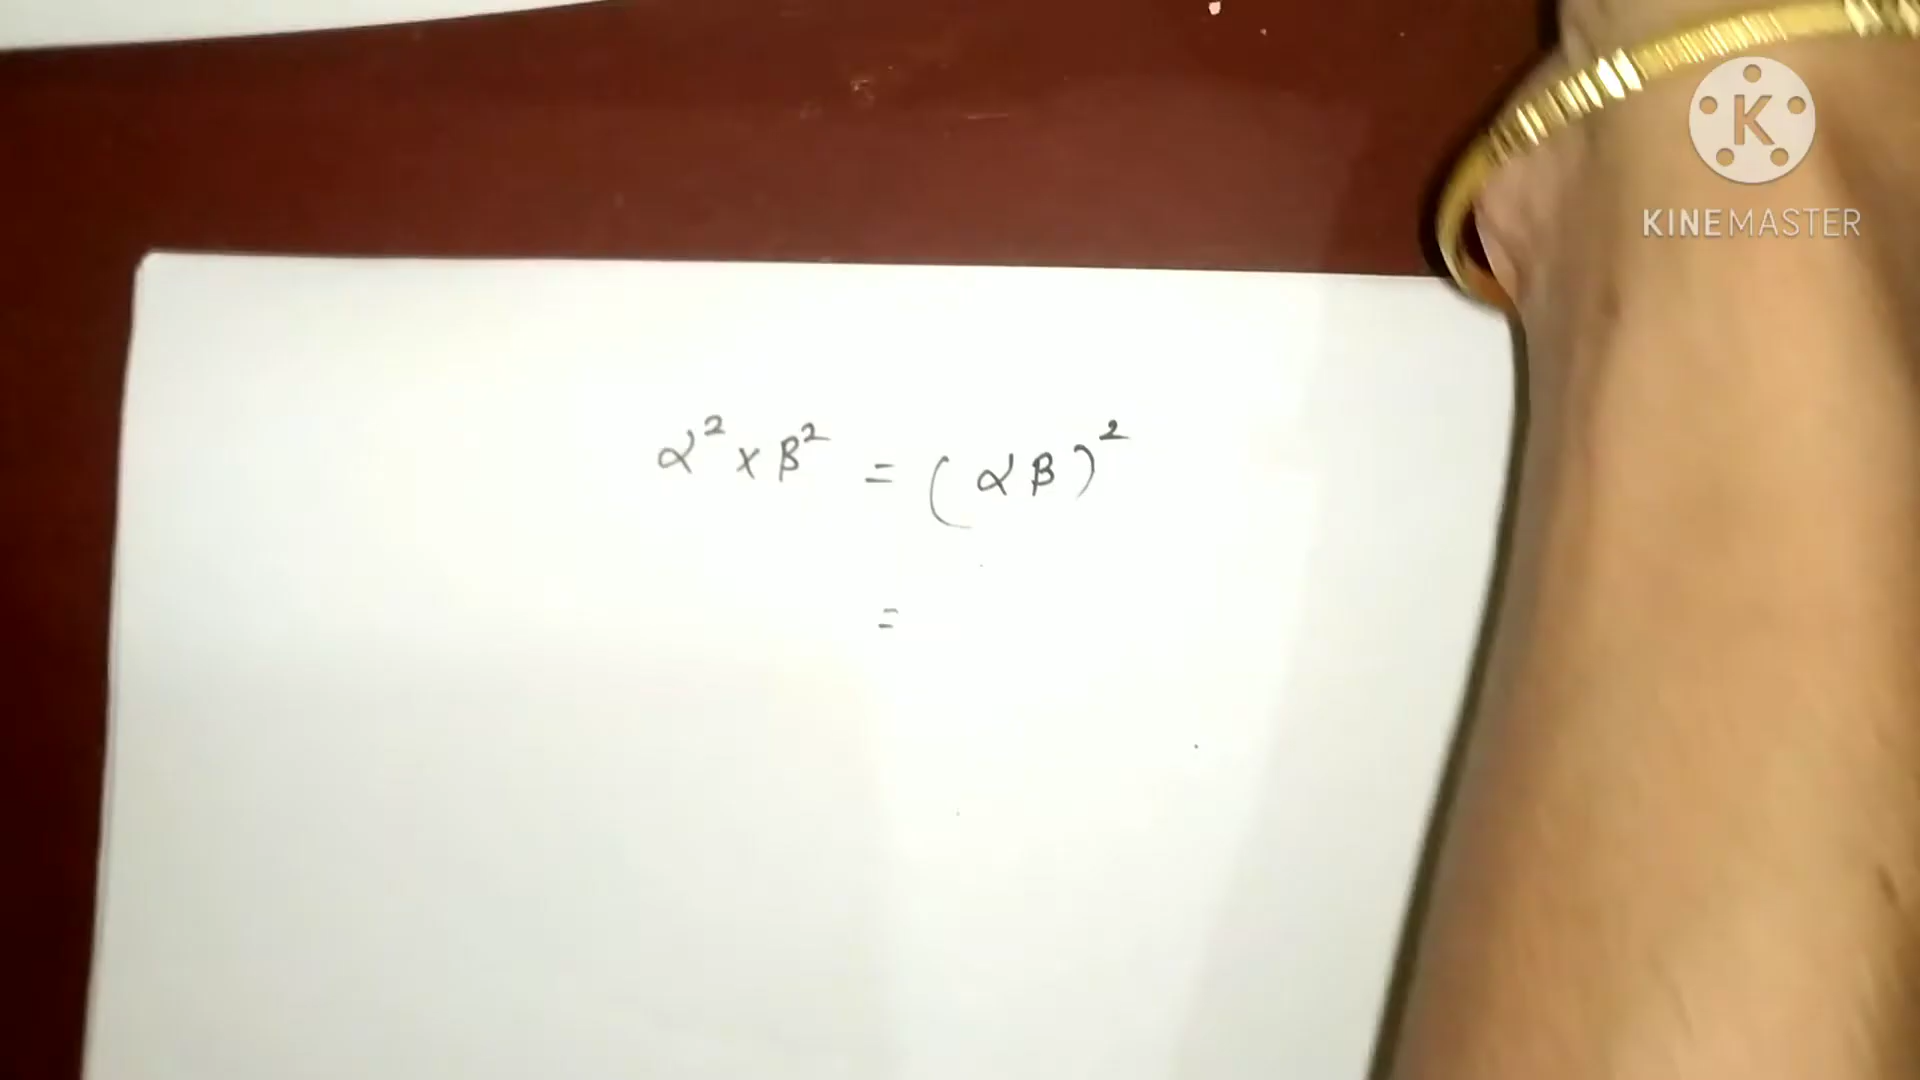 K
KINEMASTER
α² × β² = (αβ)²
=